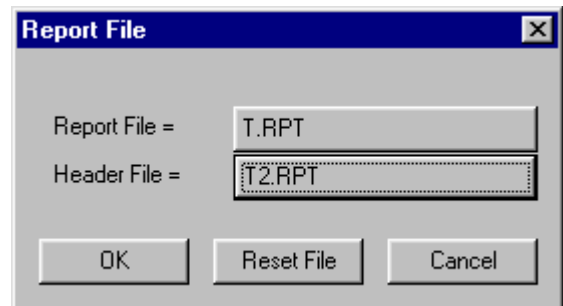 Report File
Report File = T.RPT
Header File = T2.RPT
OK Reset File Cancel